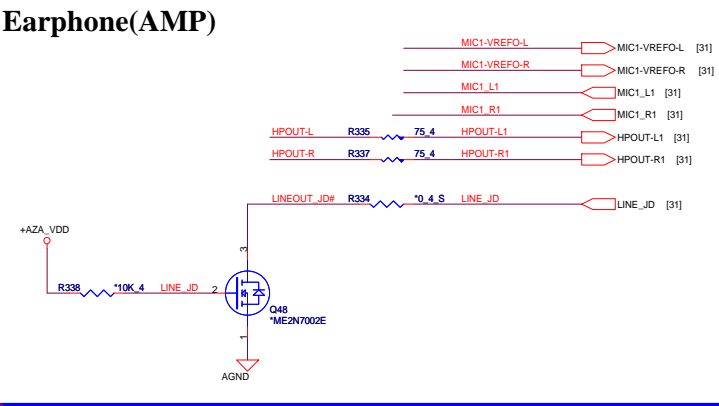 Earphone(AMP)
MIC1-VREFO-L MIC1-VREFO-L [31]
MIC1-VREFO-R MIC1-VREFO-R [31]
MIC1_L1 MIC1_L1 [31]
MIC1_R1 MIC1_R1 [31]
HPOUT-L R335 75_4 HPOUT-L1 HPOUT-L1 [31]
HPOUT-R R337 75_4 HPOUT-R1 HPOUT-R1 [31]
LINEOUT_JD# R334 *0_4_S LINE_JD LINE_JD [31]
+AZA_VDD
3
R338 *10K_4 LINE_JD 2
Q48
*ME2N7002E
1
AGND